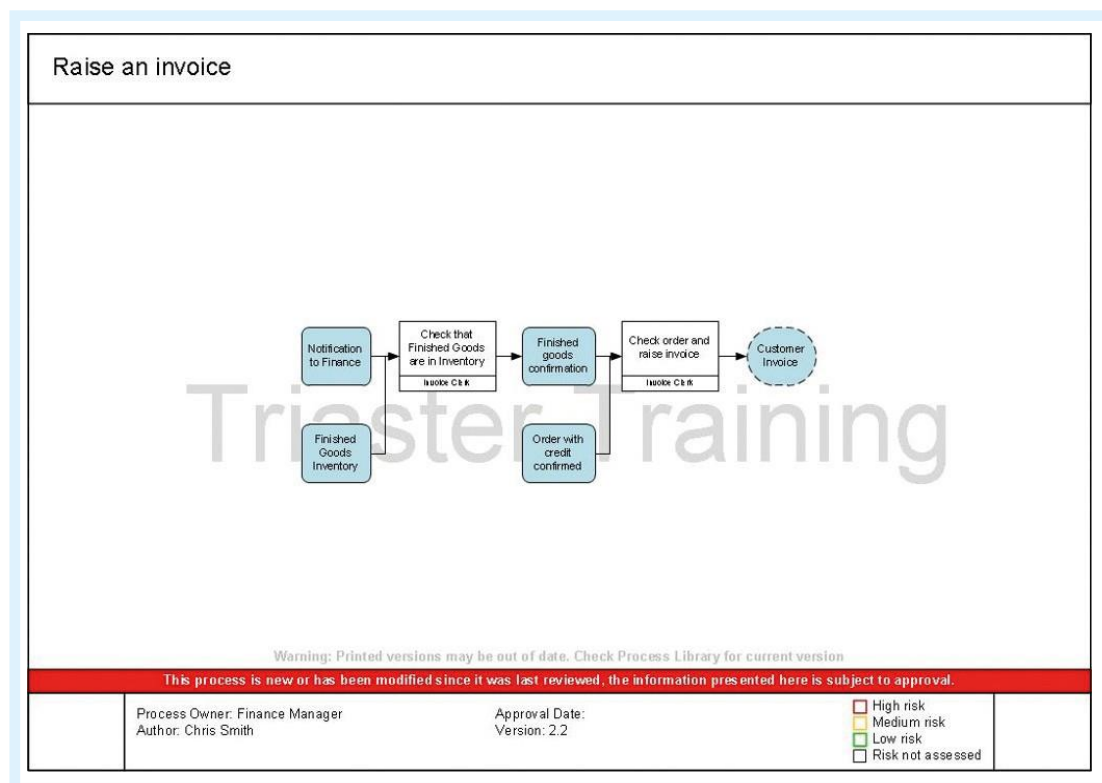 Raise an invoice
Notification
to Finance
Check that
Finished Goods
are in Inventory
Invoice Clerk
Finished
goods
confirmation
Check order and
raise invoice
Invoice Clerk
Customer
Invoice
Finished
Goods
Inventory
Order with
credit
confirmed
Triaster Training
Warning: Printed versions may be out of date. Check Process Library for current version
This process is new or has been modified since it was last reviewed, the information presented here is subject to approval.
Process Owner: Finance Manager
Author: Chris Smith
Approval Date:
Version: 2.2
High risk
Medium risk
Low risk
Risk not assessed